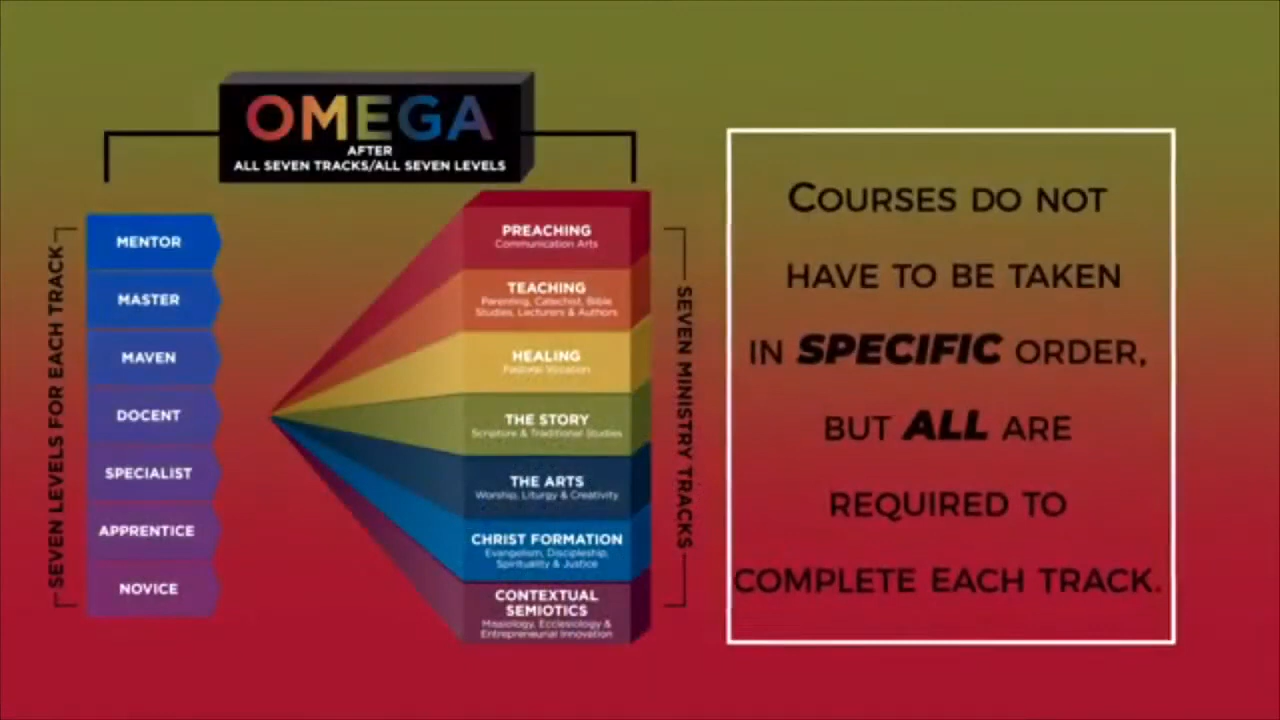 OMEGA
AFTER
ALL SEVEN TRACKS/ALL SEVEN LEVELS
SEVEN LEVELS FOR EACH TRACK
MENTOR
MASTER
MAVEN
DOCENT
SPECIALIST
APPRENTICE
NOVICE
PREACHING
Communication Arts
TEACHING
Parenting, Catechist, Bible
Studies, Lecturers & Authors
HEALING
Pastoral Vocation
THE STORY
Scripture & Traditional Studies
THE ARTS
Worship, Liturgy & Creativity
CHRIST FORMATION
Evangelism, Discipleship,
Spirituality & Justice
CONTEXTUAL
SEMIOTICS
Missiology, Ecclesiology &
Entrepreneurial Innovation
SEVEN MINISTRY TRACKS
COURSES DO NOT
HAVE TO BE TAKEN
IN SPECIFIC ORDER,
BUT ALL ARE
REQUIRED TO
COMPLETE EACH TRACK.